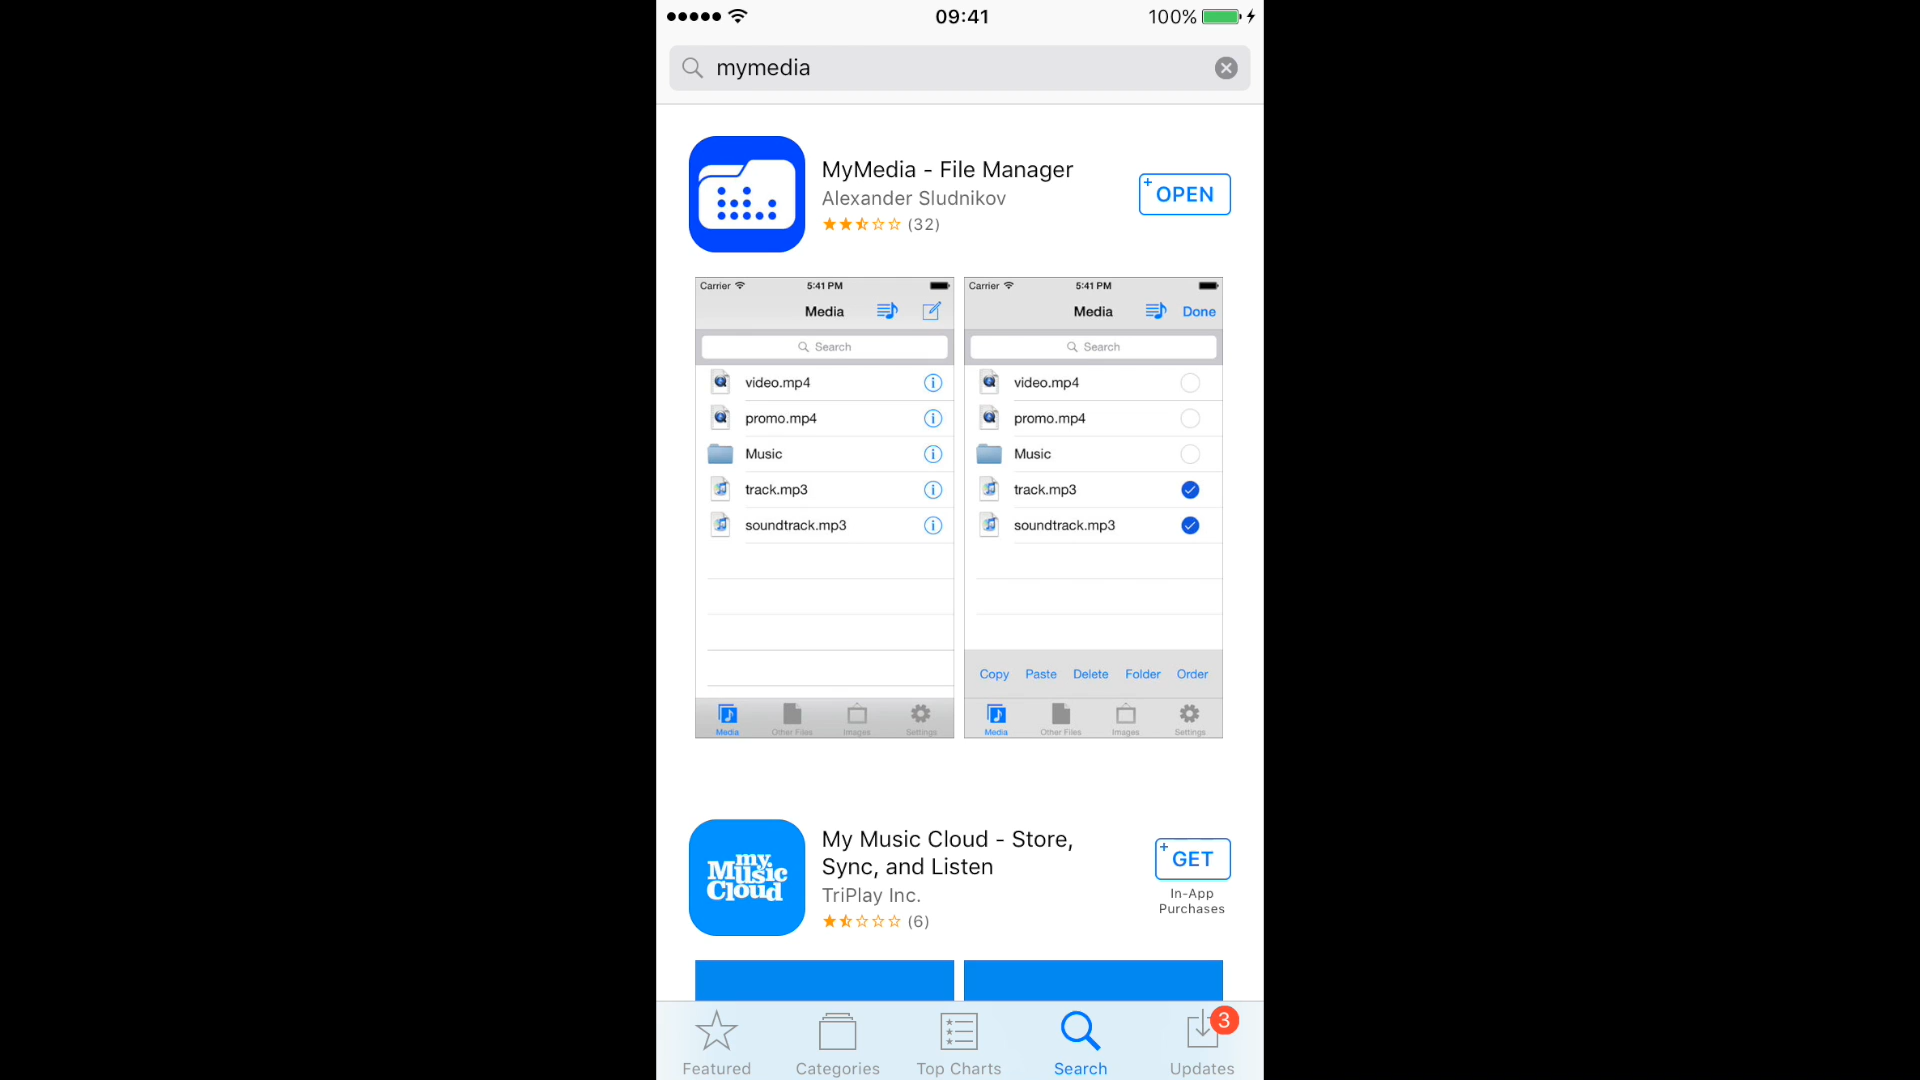 09:41
100%
mymedia
MyMedia - File Manager
Alexander Sludnikov
OPEN
(32)
Carrier 5:41 PM
Media
Search
video.mp4
promo.mp4
Music
track.mp3
soundtrack.mp3
Media Other Files Images Settings
Carrier 5:41 PM
Media Done
Search
video.mp4
promo.mp4
Music
track.mp3
soundtrack.mp3
Copy Paste Delete Folder Order
Media Other Files Images Settings
my
Music
Cloud
My Music Cloud - Store,
Sync, and Listen
TriPlay Inc.
(6)
GET
In-App
Purchases
3
Featured Categories Top Charts Search Updates